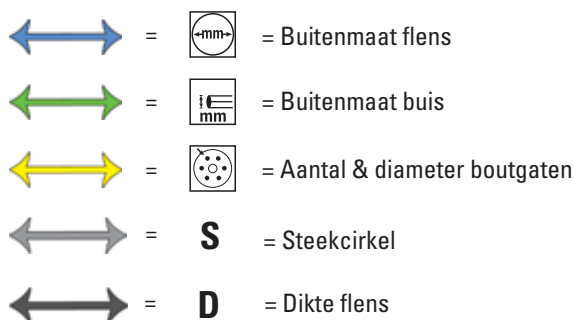 = mm = Buitenmaat flens
= mm = Buitenmaat buis
= = Aantal & diameter boutgaten
= S = Steekcirkel
= D = Dikte flens